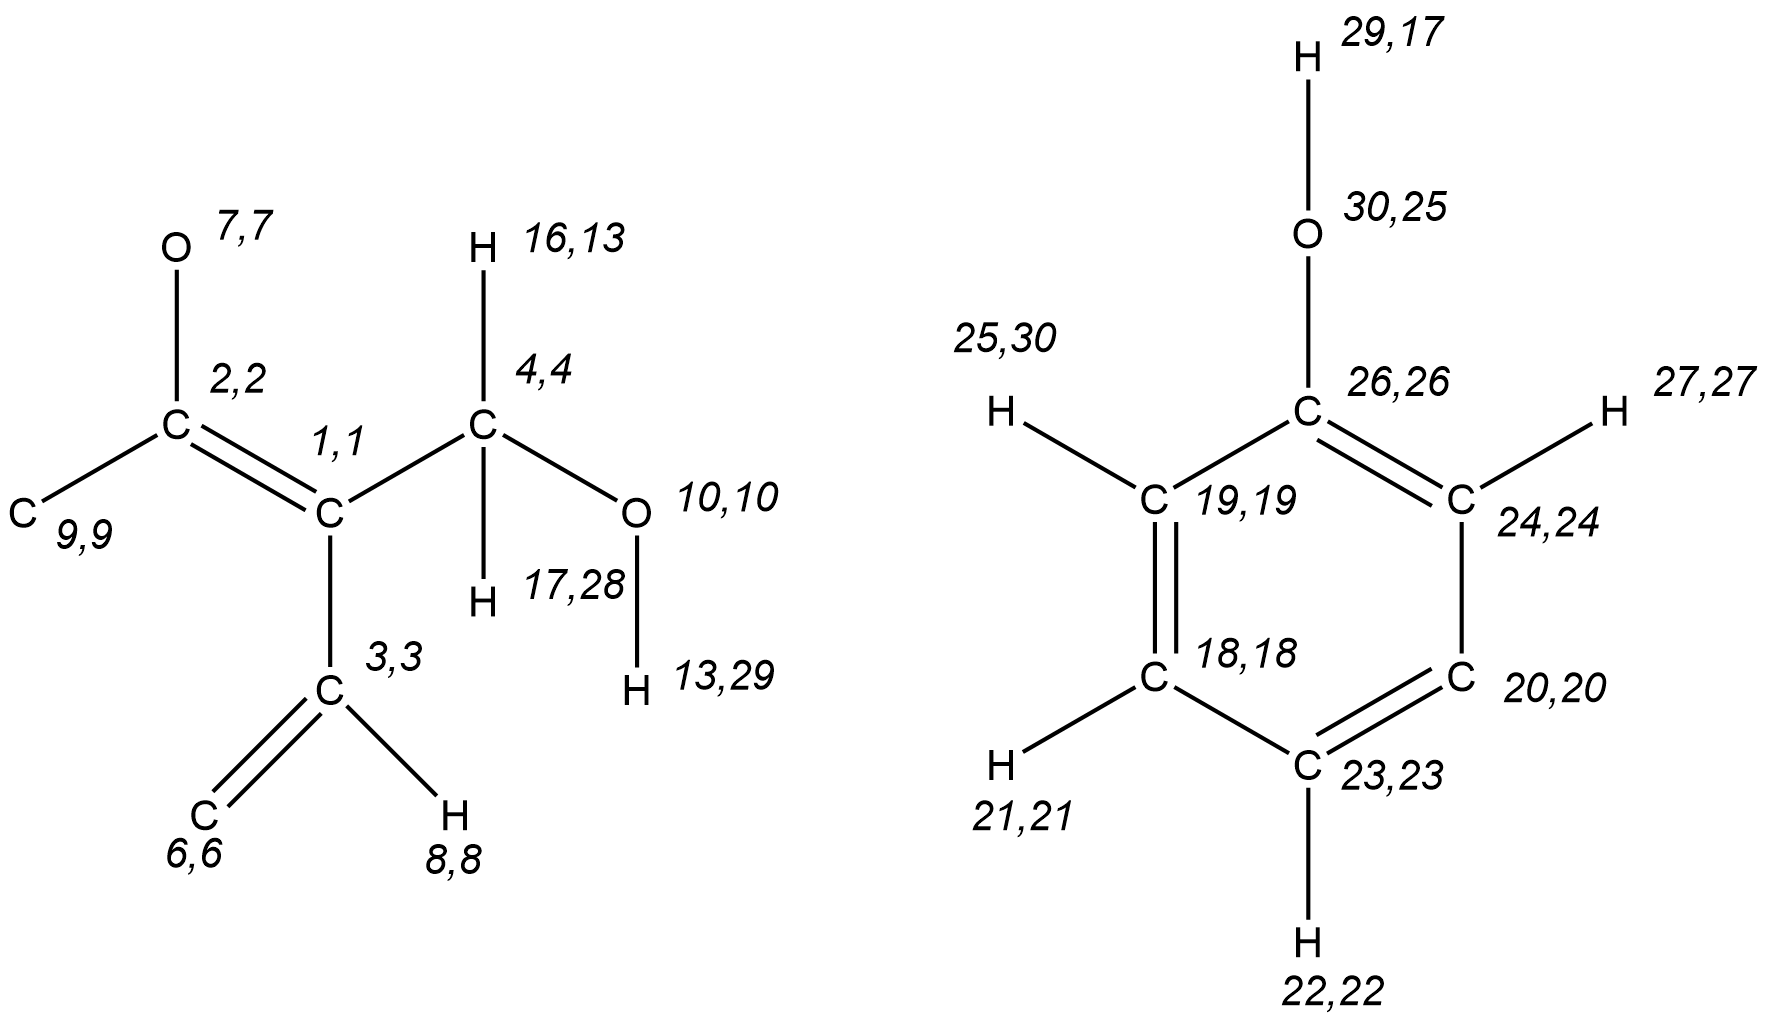 H 29,17
O 7,7
H 16,13
O 30,25
25,30
2,2
4,4
26,26
27,27
C
1,1
C
H
C
H
C 9,9
C
O 10,10
C 19,19
C 24,24
H 17,28
3,3
C
H 13,29
C 18,18
C 20,20
C 6,6
H 8,8
H 21,21
C 23,23
H 22,22